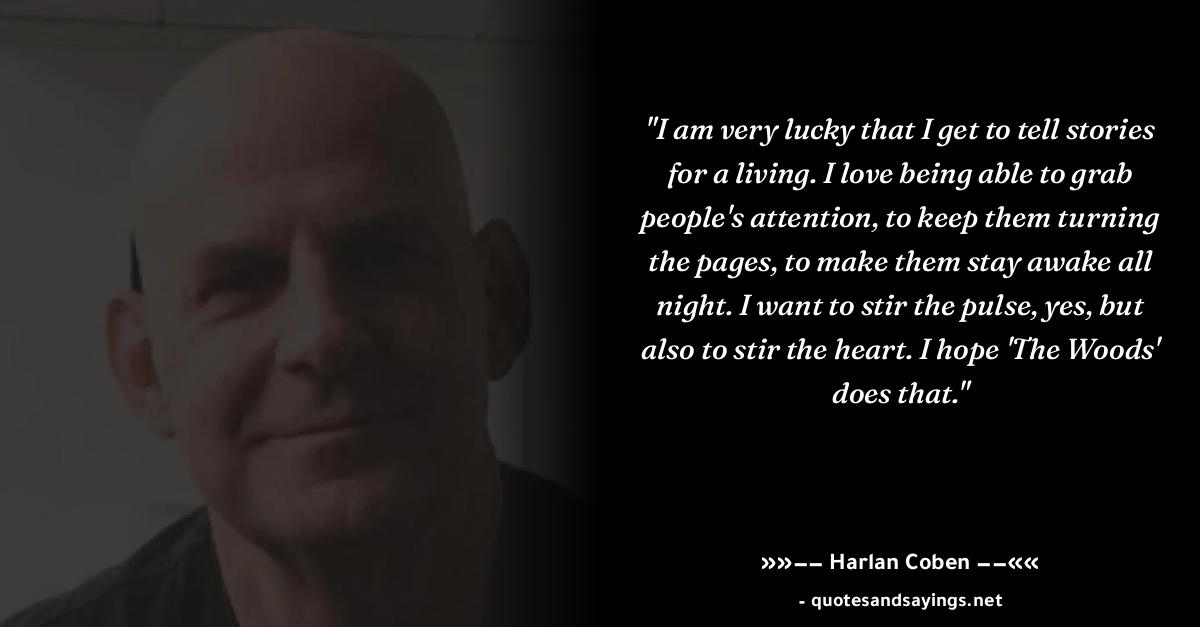 "I am very lucky that I get to tell stories
for a living. I love being able to grab
people's attention, to keep them turning
the pages, to make them stay awake all
night. I want to stir the pulse, yes, but
also to stir the heart. I hope 'The Woods'
does that."
»»—— Harlan Coben ——««
- quotesandsayings.net